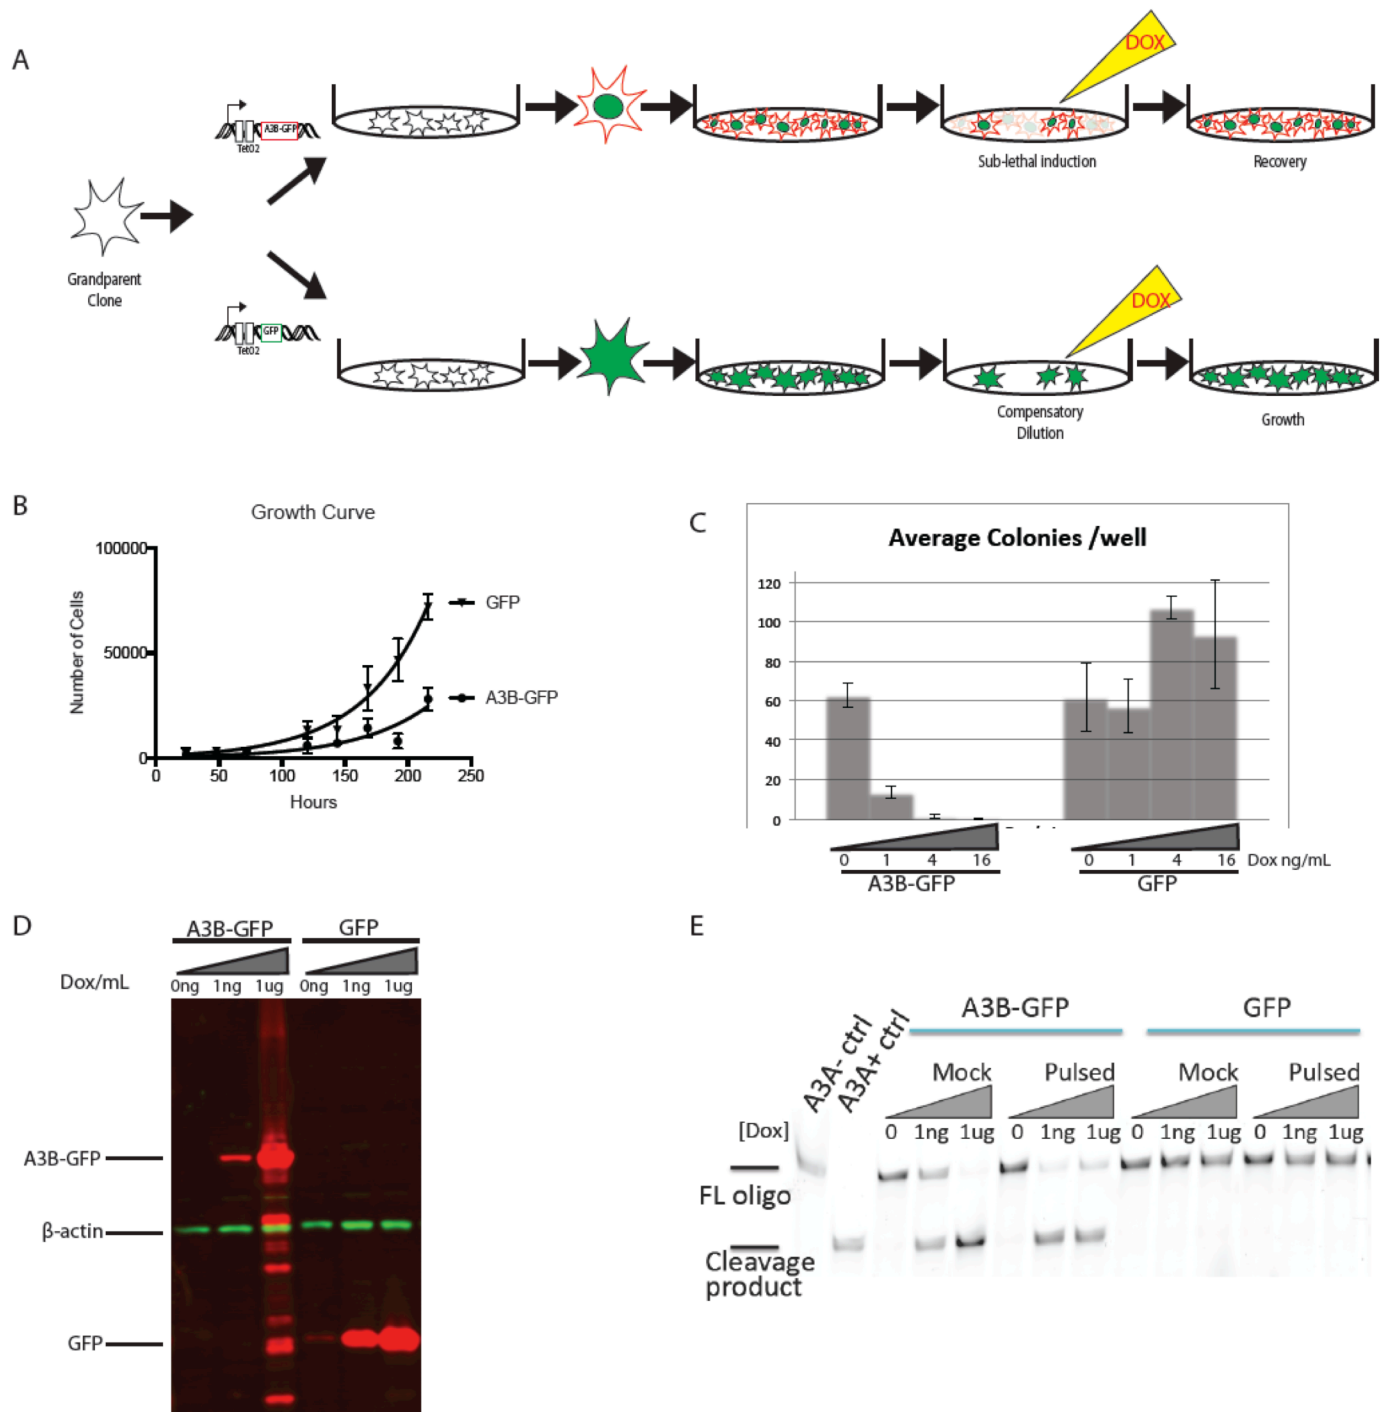 A
DOX
A3B-GFP
TetO2
Sub-lethal induction
Recovery
Grandparent
Clone
DOX
GFP
TetO2
Compensatory
Dilution
Growth
B
Growth Curve
Number of Cells
100000
50000
0
0 50 100 150 200 250
Hours
GFP
A3B-GFP
C
Average Colonies /well
120
100
80
60
40
20
0
0 1 4 16 0 1 4 16 Dox ng/mL
A3B-GFP GFP
D
A3B-GFP GFP
Dox/mL 0ng 1ng 1ug 0ng 1ng 1ug
A3B-GFP
β-actin
GFP
E
A3A- ctrl
A3A+ ctrl
A3B-GFP GFP
Mock Pulsed Mock Pulsed
[Dox] 0 1ng 1ug 0 1ng 1ug 0 1ng 1ug 0 1ng 1ug
FL oligo
Cleavage
product